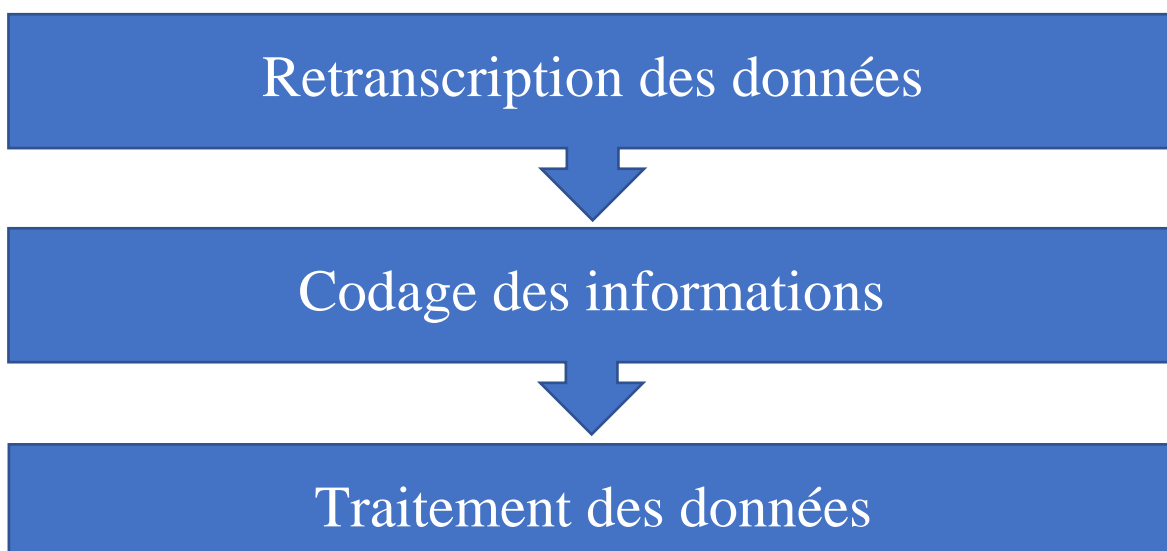 Retranscription des données
Codage des informations
Traitement des données